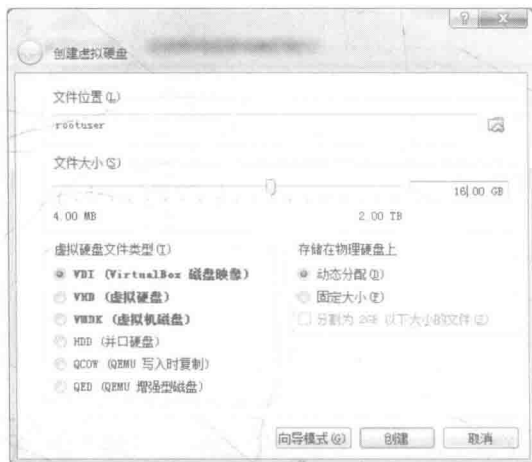 创建虚拟硬盘
文件位置(L)
rootuser
文件大小(S)
16.00 GB
4.00 MB 2.00 TB
虚拟硬盘文件类型(T) 存储在物理硬盘上
VDI (VirtualBox 磁盘映像) 动态分配(D)
VHD (虚拟硬盘) 固定大小(F)
VMDK (虚拟机磁盘) 分割为 2GB 以下大小的文件(S)
HDD (并口硬盘)
QCOW (QEMU 写入时复制)
QED (QEMU 增强型磁盘)
向导模式(G) 创建 取消